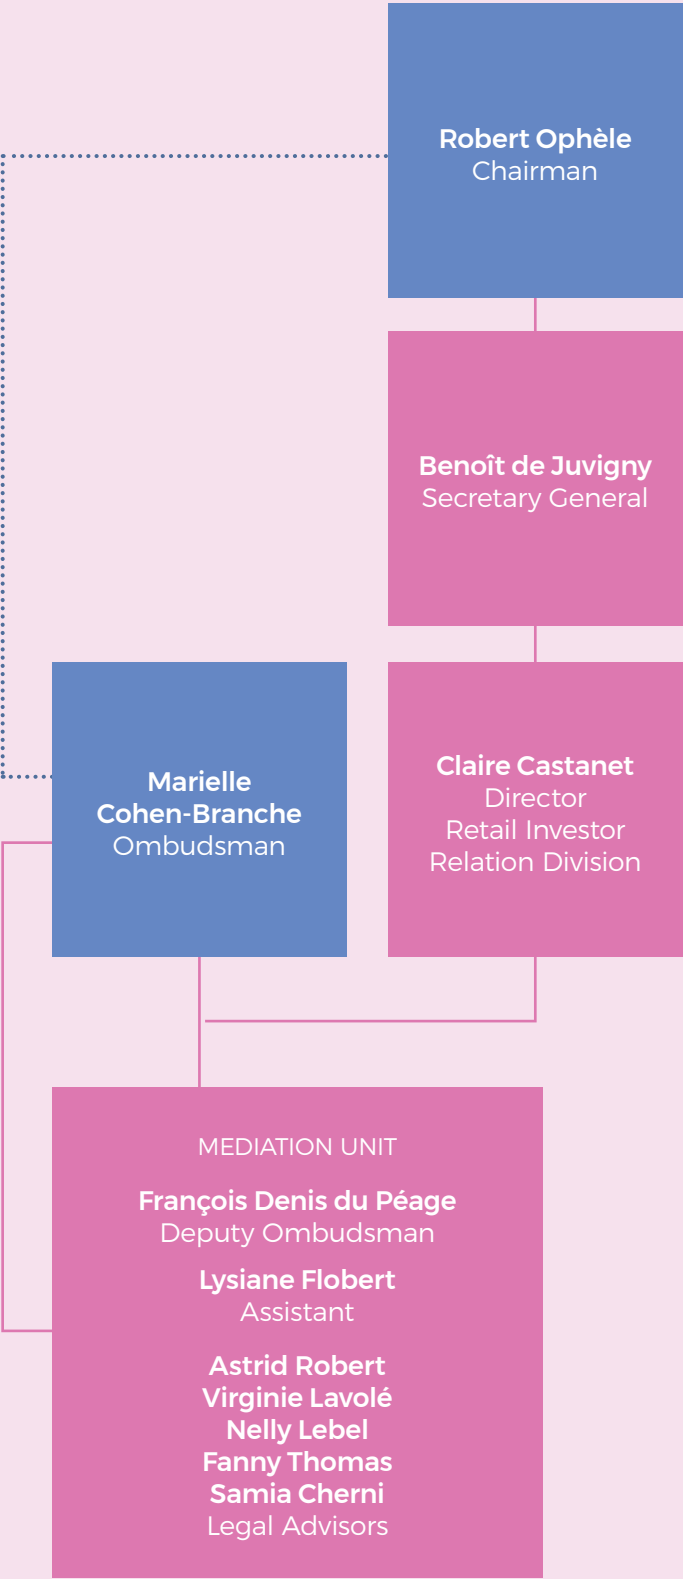 Robert Ophèle
Chairman
Benoît de Juvigny
Secretary General
Marielle
Cohen-Branche
Ombudsman
Claire Castanet
Director
Retail Investor
Relation Division
MEDIATION UNIT
François Denis du Péage
Deputy Ombudsman
Lysiane Flobert
Assistant
Astrid Robert
Virginie Lavolé
Nelly Lebel
Fanny Thomas
Samia Cherni
Legal Advisors